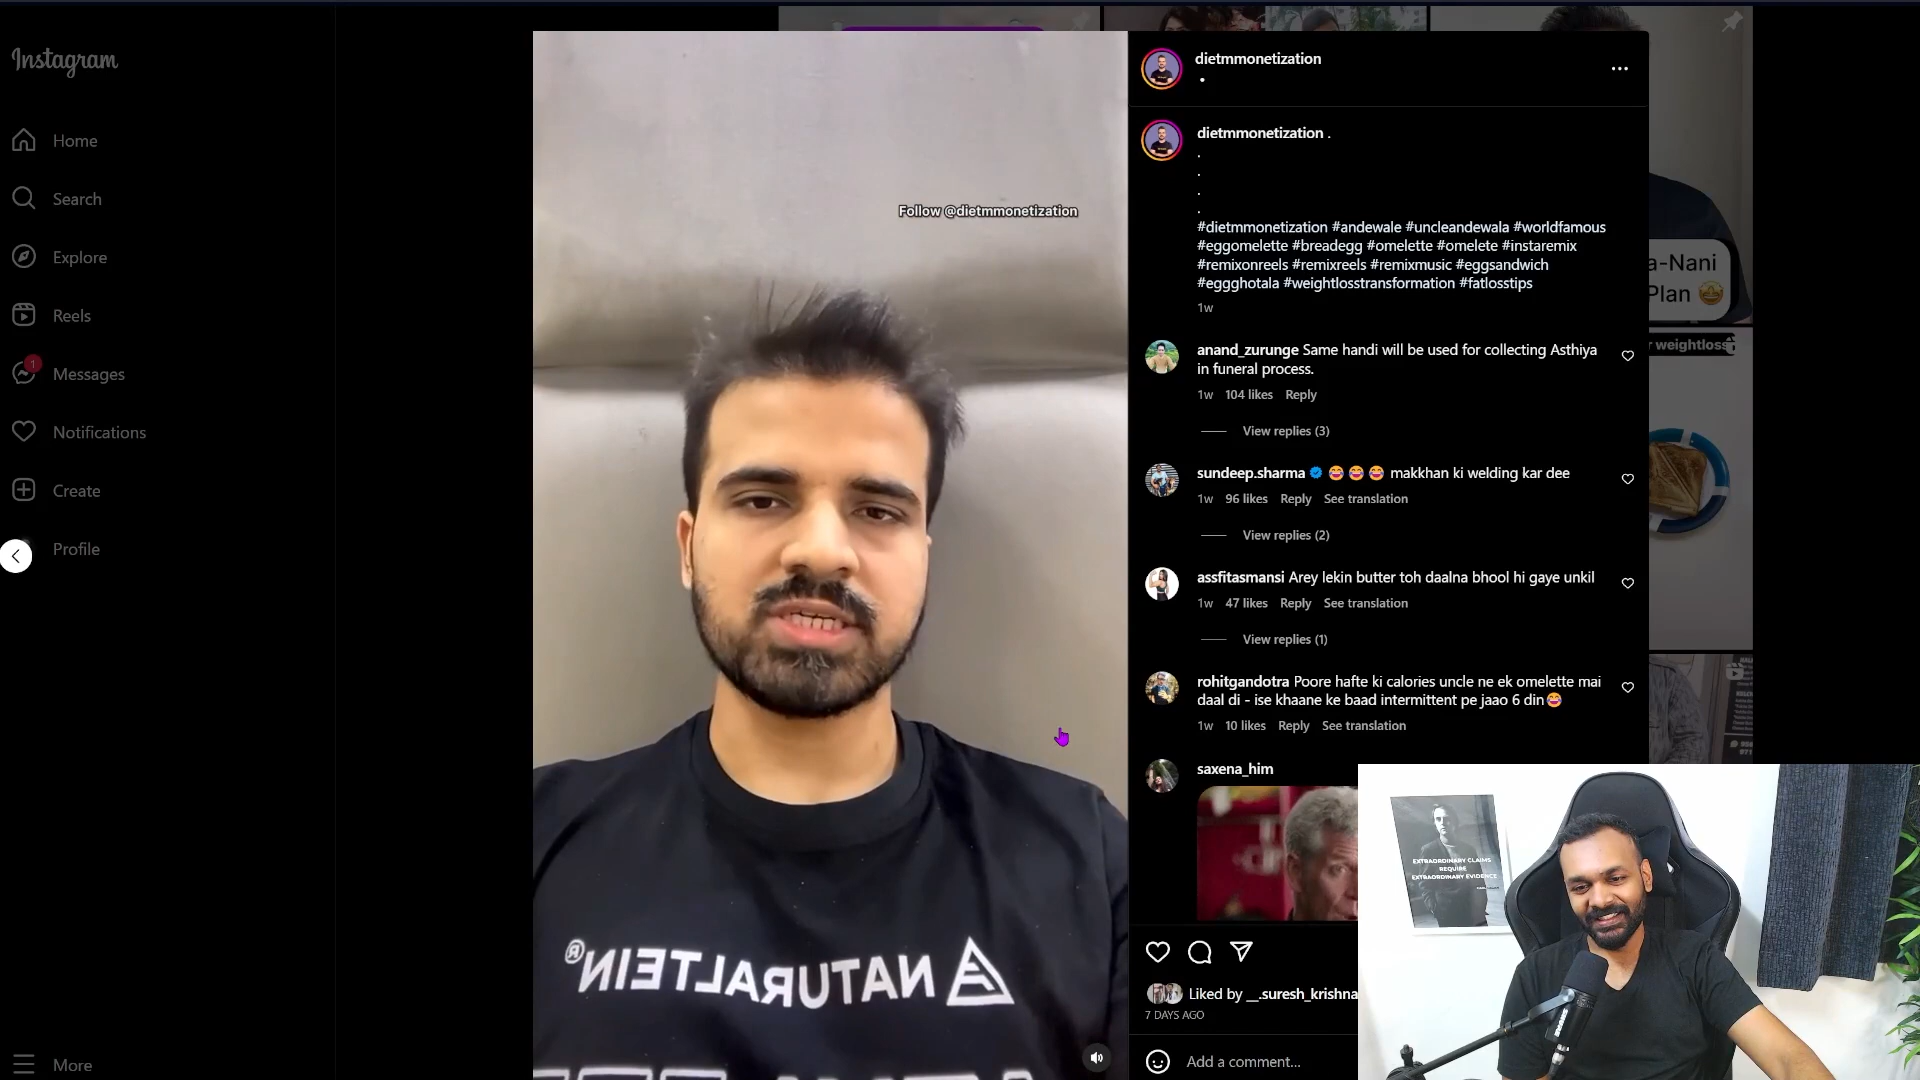 Instagram
Home
Search
Explore
Reels
1
Messages
Notifications
Create
Profile
More
Follow @dietmmonetization
NATURALTEIN®
dietmmonetization
•
dietmmonetization .
.
.
.
.
#dietmmonetization #andewale #uncleandewala #worldfamous
#eggomelette #breadegg #omelette #omelete #instaremix
#remixonreels #remixreels #remixmusic #eggsandwich
#eggghotala #weightlosstransformation #fatlosstips
1w
anand_zurunge Same handi will be used for collecting Asthiya
in funeral process.
1w 104 likes Reply
View replies (3)
sundeep.sharma 😂 😂 😂 makkhan ki welding kar dee
1w 96 likes Reply See translation
View replies (2)
assfitasmansi Arey lekin butter toh daalna bhool hi gaye unkil
1w 47 likes Reply See translation
View replies (1)
rohitgandotra Poore hafte ki calories uncle ne ek omelette mai
daal di - ise khaane ke baad intermittent pe jaao 6 din😂
1w 10 likes Reply See translation
saxena_him
Liked by __.suresh_krishna
7 DAYS AGO
Add a comment...
a-Nani
Plan 🤩
r weightloss
EXTRAORDINARY CLAIMS
REQUIRE
EXTRAORDINARY EVIDENCE